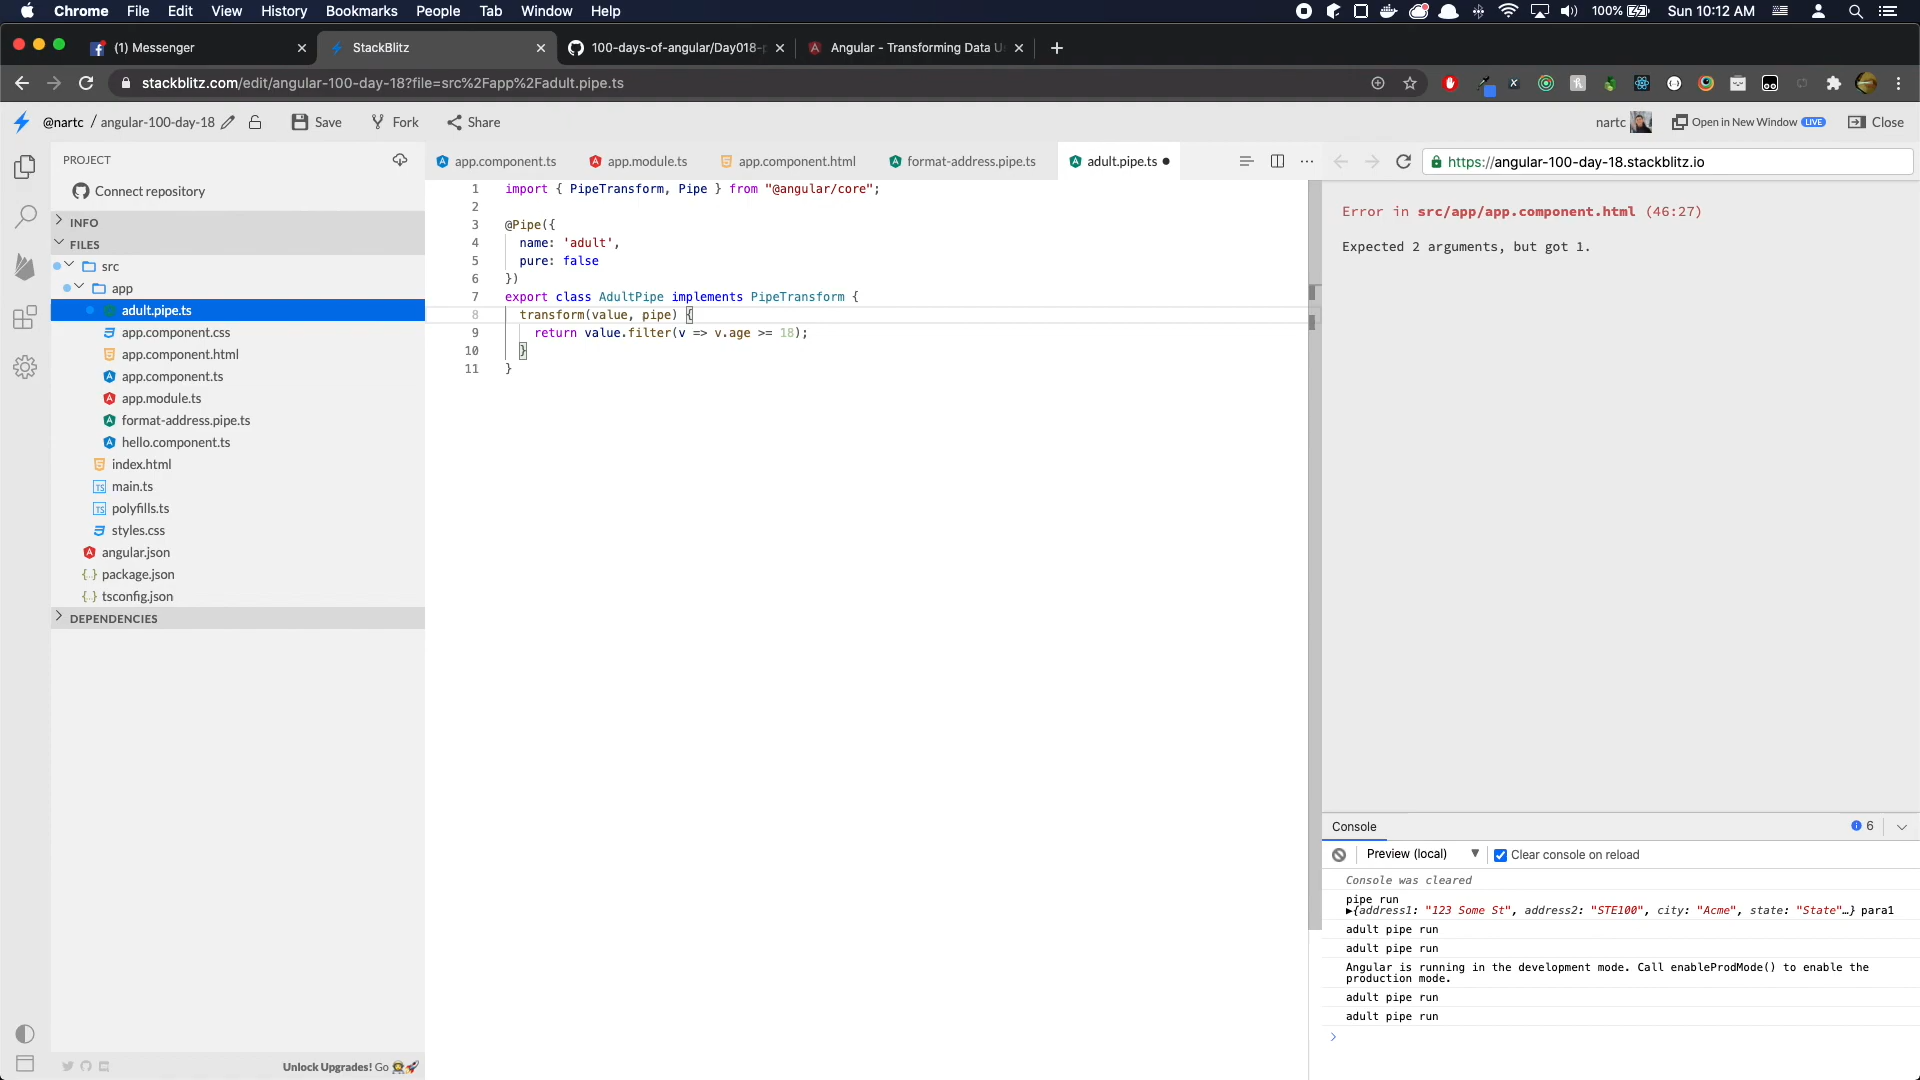 Chrome File Edit View History Bookmarks People Tab Window Help
100% Sun 10:12 AM
(1) Messenger
StackBlitz
100-days-of-angular/Day018-p
Angular - Transforming Data U
stackblitz.com/edit/angular-100-day-18?file=src%2Fapp%2Fadult.pipe.ts
@nartc / angular-100-day-18
Save
Fork
Share
nartc
Open in New Window LIVE
Close
PROJECT
Connect repository
INFO
FILES
src
app
adult.pipe.ts
app.component.css
app.component.html
app.component.ts
app.module.ts
format-address.pipe.ts
hello.component.ts
index.html
main.ts
polyfills.ts
styles.css
angular.json
package.json
tsconfig.json
DEPENDENCIES
Unlock Upgrades! Go
app.component.ts
app.module.ts
app.component.html
format-address.pipe.ts
adult.pipe.ts
1 import { PipeTransform, Pipe } from "@angular/core";
2
3 @Pipe({
4 name: 'adult',
5 pure: false
6 })
7 export class AdultPipe implements PipeTransform {
8 transform(value, pipe) {
9 return value.filter(v => v.age >= 18);
10 }
11 }
https://angular-100-day-18.stackblitz.io
Error in src/app/app.component.html (46:27)
Expected 2 arguments, but got 1.
Console
6
Preview (local)
Clear console on reload
Console was cleared
pipe run
▶{address1: "123 Some St", address2: "STE100", city: "Acme", state: "State"…} para1
adult pipe run
adult pipe run
Angular is running in the development mode. Call enableProdMode() to enable the
production mode.
adult pipe run
adult pipe run